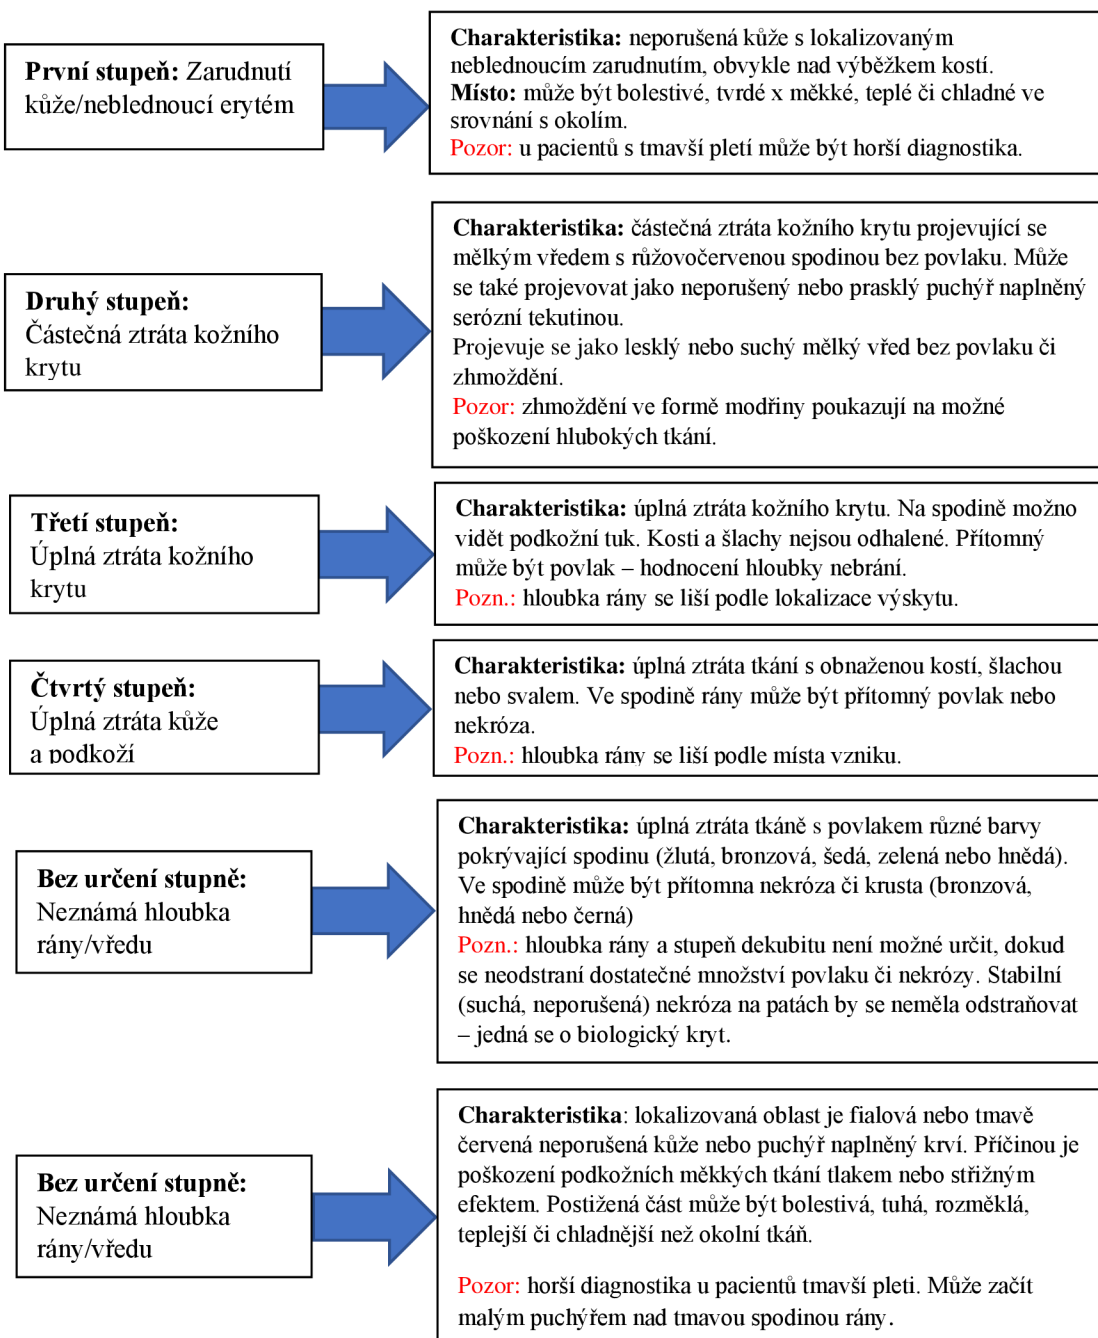 První stupeň: Zarudnutí
kůže/neblednoucí erytém
Charakteristika: neporušená kůže s lokalizovaným
neblednoucím zarudnutím, obvykle nad výběžkem kostí.
Místo: může být bolestivé, tvrdé x měkké, teplé či chladné ve
srovnání s okolím.
Pozor: u pacientů s tmavší pletí může být horší diagnostika.
Druhý stupeň:
Částečná ztráta kožního
krytu
Charakteristika: částečná ztráta kožního krytu projevující se
mělkým vředem s růžovočervenou spodinou bez povlaku. Může
se také projevovat jako neporušený nebo prasklý puchýř naplněný
serózní tekutinou.
Projevuje se jako lesklý nebo suchý mělký vřed bez povlaku či
zhmoždění.
Pozor: zhmoždění ve formě modřiny poukazují na možné
poškození hlubokých tkání.
Třetí stupeň:
Úplná ztráta kožního
krytu
Charakteristika: úplná ztráta kožního krytu. Na spodině možno
vidět podkožní tuk. Kosti a šlachy nejsou odhalené. Přítomný
může být povlak – hodnocení hloubky nebrání.
Pozn.: hloubka rány se liší podle lokalizace výskytu.
Čtvrtý stupeň:
Úplná ztráta kůže
a podkoží
Charakteristika: úplná ztráta tkání s obnaženou kostí, šlachou
nebo svalem. Ve spodině rány může být přítomný povlak nebo
nekróza.
Pozn.: hloubka rány se liší podle místa vzniku.
Bez určení stupně:
Neznámá hloubka
rány/vředu
Charakteristika: úplná ztráta tkáně s povlakem různé barvy
pokrývající spodinu (žlutá, bronzová, šedá, zelená nebo hnědá).
Ve spodině může být přítomna nekróza či krusta (bronzová,
hnědá nebo černá)
Pozn.: hloubka rány a stupeň dekubitu není možné určit, dokud
se neodstraní dostatečné množství povlaku či nekrózy. Stabilní
(suchá, neporušená) nekróza na patách by se neměla odstraňovat
– jedná se o biologický kryt.
Bez určení stupně:
Neznámá hloubka
rány/vředu
Charakteristika: lokalizovaná oblast je fialová nebo tmavě
červená neporušená kůže nebo puchýř naplněný krví. Příčinou je
poškození podkožních měkkých tkání tlakem nebo střižným
efektem. Postižená část může být bolestivá, tuhá, rozměklá,
teplejší či chladnější než okolní tkáň.
Pozor: horší diagnostika u pacientů tmavší pleti. Může začít
malým puchýřem nad tmavou spodinou rány.